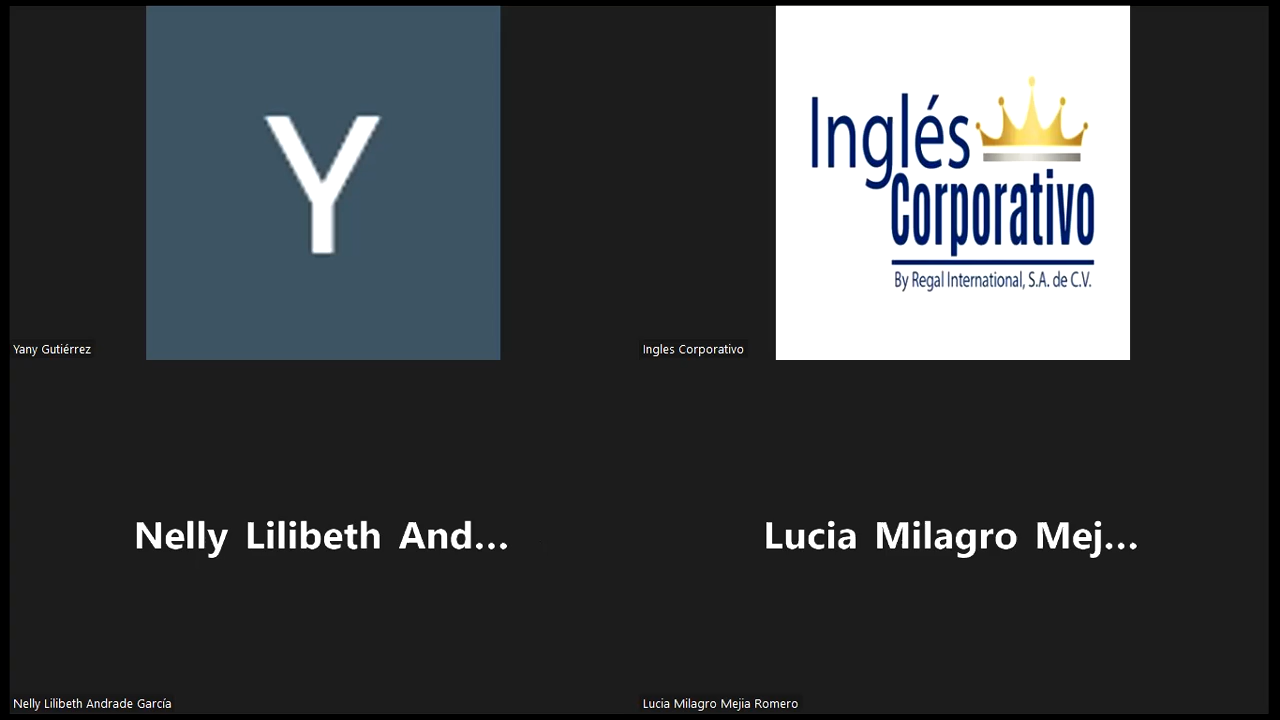 Y
Yany Gutiérrez
Inglés
Corporativo
By Regal International, S.A. de C.V.
Ingles Corporativo
Nelly Lilibeth And...
Nelly Lilibeth Andrade García
Lucia Milagro Mej...
Lucia Milagro Mejia Romero